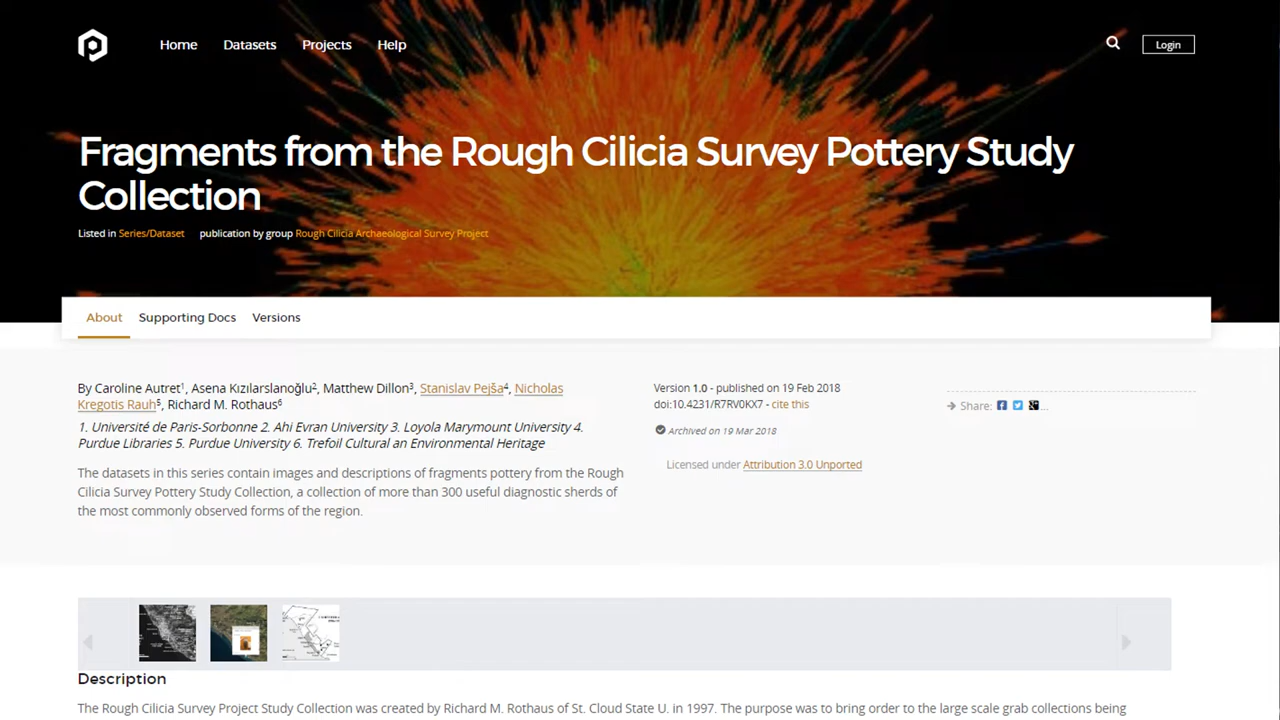 Home Datasets Projects Help Login
Fragments from the Rough Cilicia Survey Pottery Study
Collection
Listed in Series/Dataset publication by group Rough Cilicia Archaeological Survey Project
About Supporting Docs Versions
By Caroline Autret1, Asena Kızılarslanoğlu2, Matthew Dillon3, Stanislav Pejša4, Nicholas
Kregotis Rauh5, Richard M. Rothaus6
1. Université de Paris-Sorbonne 2. Ahi Evran University 3. Loyola Marymount University 4.
Purdue Libraries 5. Purdue University 6. Trefoil Cultural an Environmental Heritage
The datasets in this series contain images and descriptions of fragments pottery from the Rough
Cilicia Survey Pottery Study Collection, a collection of more than 300 useful diagnostic sherds of
the most commonly observed forms of the region.
Version 1.0 - published on 19 Feb 2018
doi:10.4231/R7RV0KX7 - cite this
Archived on 19 Mar 2018
Licensed under Attribution 3.0 Unported
Share: ...
Description
The Rough Cilicia Survey Project Study Collection was created by Richard M. Rothaus of St. Cloud State U. in 1997. The purpose was to bring order to the large scale grab collections being